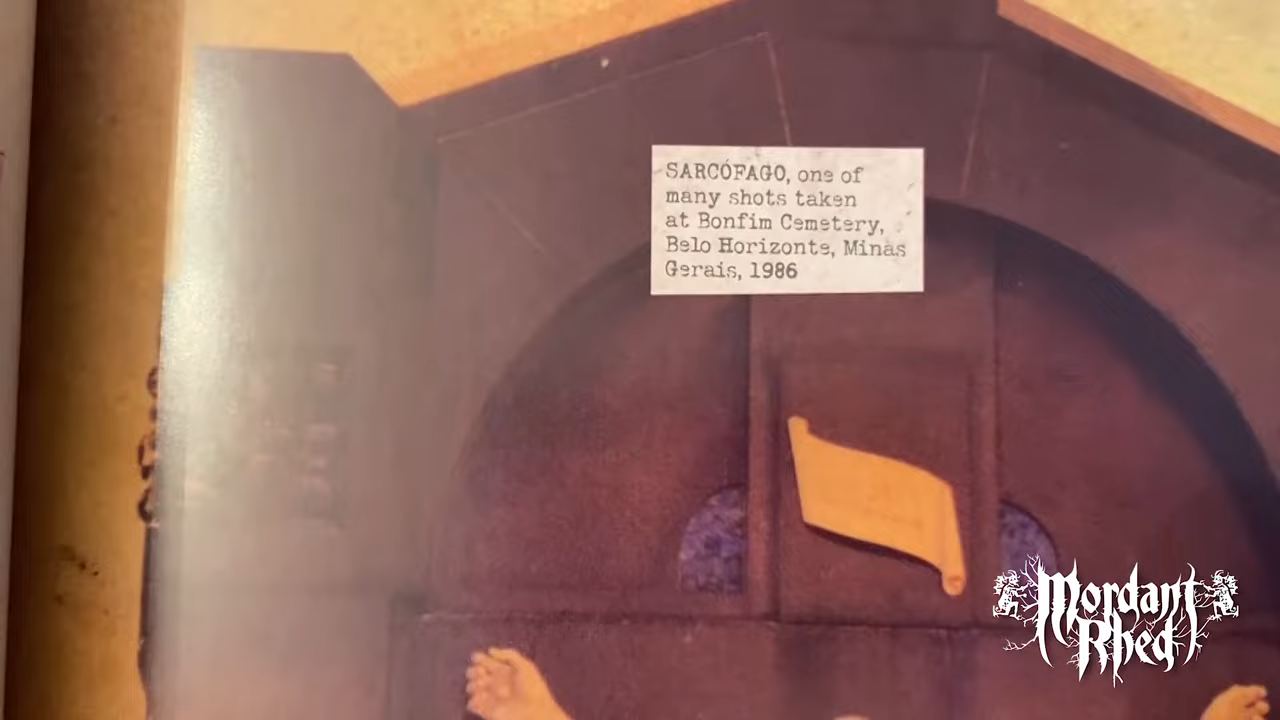 SARCÓFAGO, one of
many shots taken
at Bonfim Cemetery,
Belo Horizonte, Minas
Gerais, 1986
Mordant
Rhed